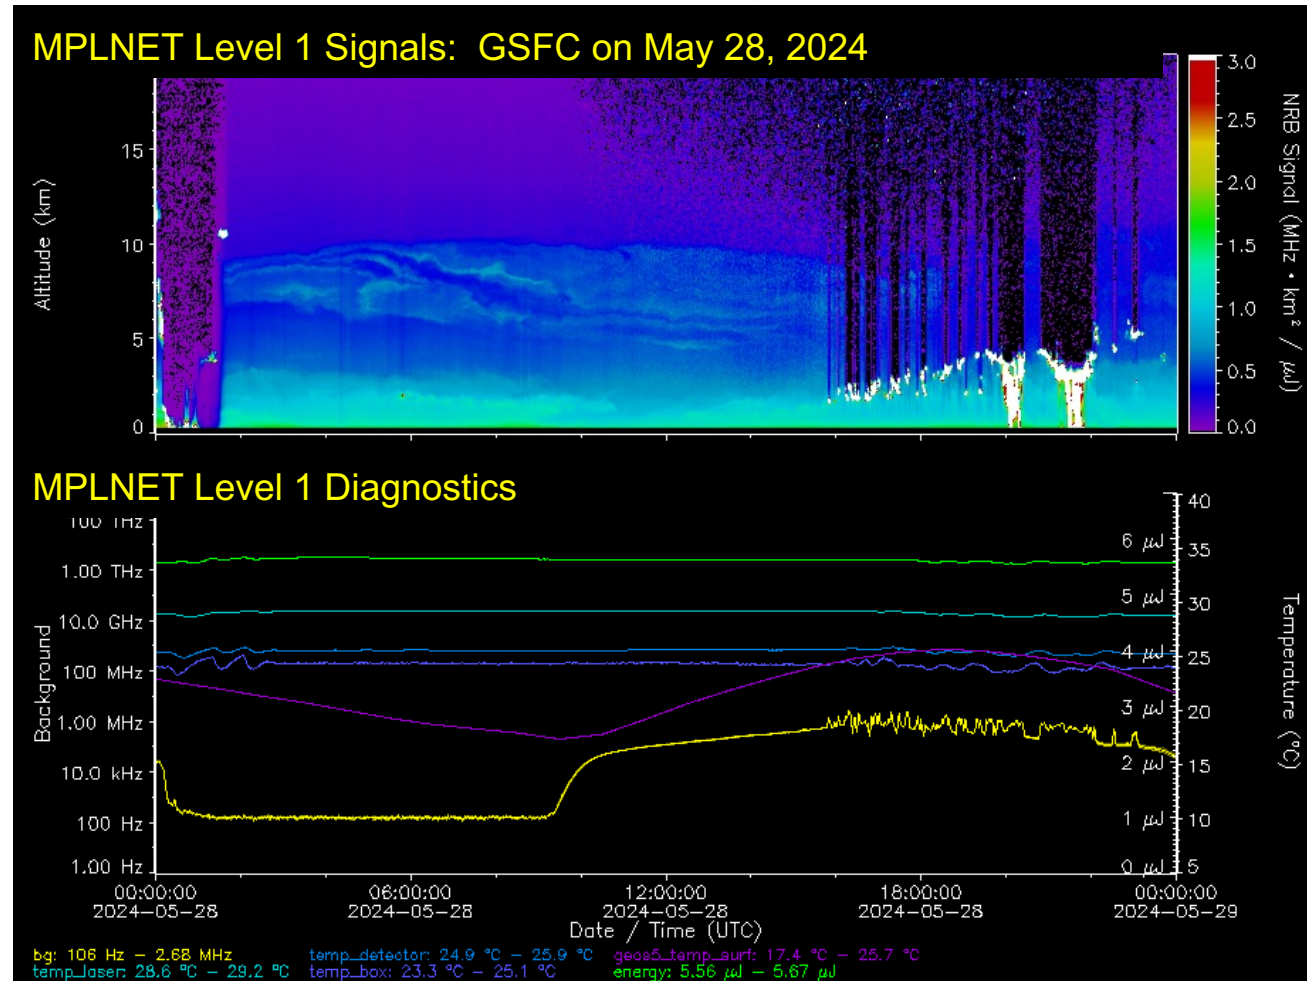 MPLNET Level 1 Signals:  GSFC on May 28, 2024
3.0
2.5
2.0
1.5
1.0
0.5
0.0
NRB Signal (MHz • km² / μJ)
15
10
5
0
Altitude (km)
MPLNET Level 1 Diagnostics
100 THz
1.00 THz
10.0 GHz
100 MHz
1.00 MHz
10.0 kHz
100 Hz
1.00 Hz
Background
6 μJ
5 μJ
4 μJ
3 μJ
2 μJ
1 μJ
0 μJ
40
35
30
25
20
15
10
5
Temperature (°C)
00:00:00 06:00:00 12:00:00 18:00:00 00:00:00
2024-05-28 2024-05-28 2024-05-28 2024-05-28 2024-05-29
Date / Time (UTC)
bg: 106 Hz – 2.68 MHz temp_detector: 24.9 °C – 25.9 °C geos5_temp_surf: 17.4 °C – 25.7 °C
temp_laser: 28.6 °C – 29.2 °C temp_box: 23.3 °C – 25.1 °C energy: 5.56 μJ – 5.67 μJ